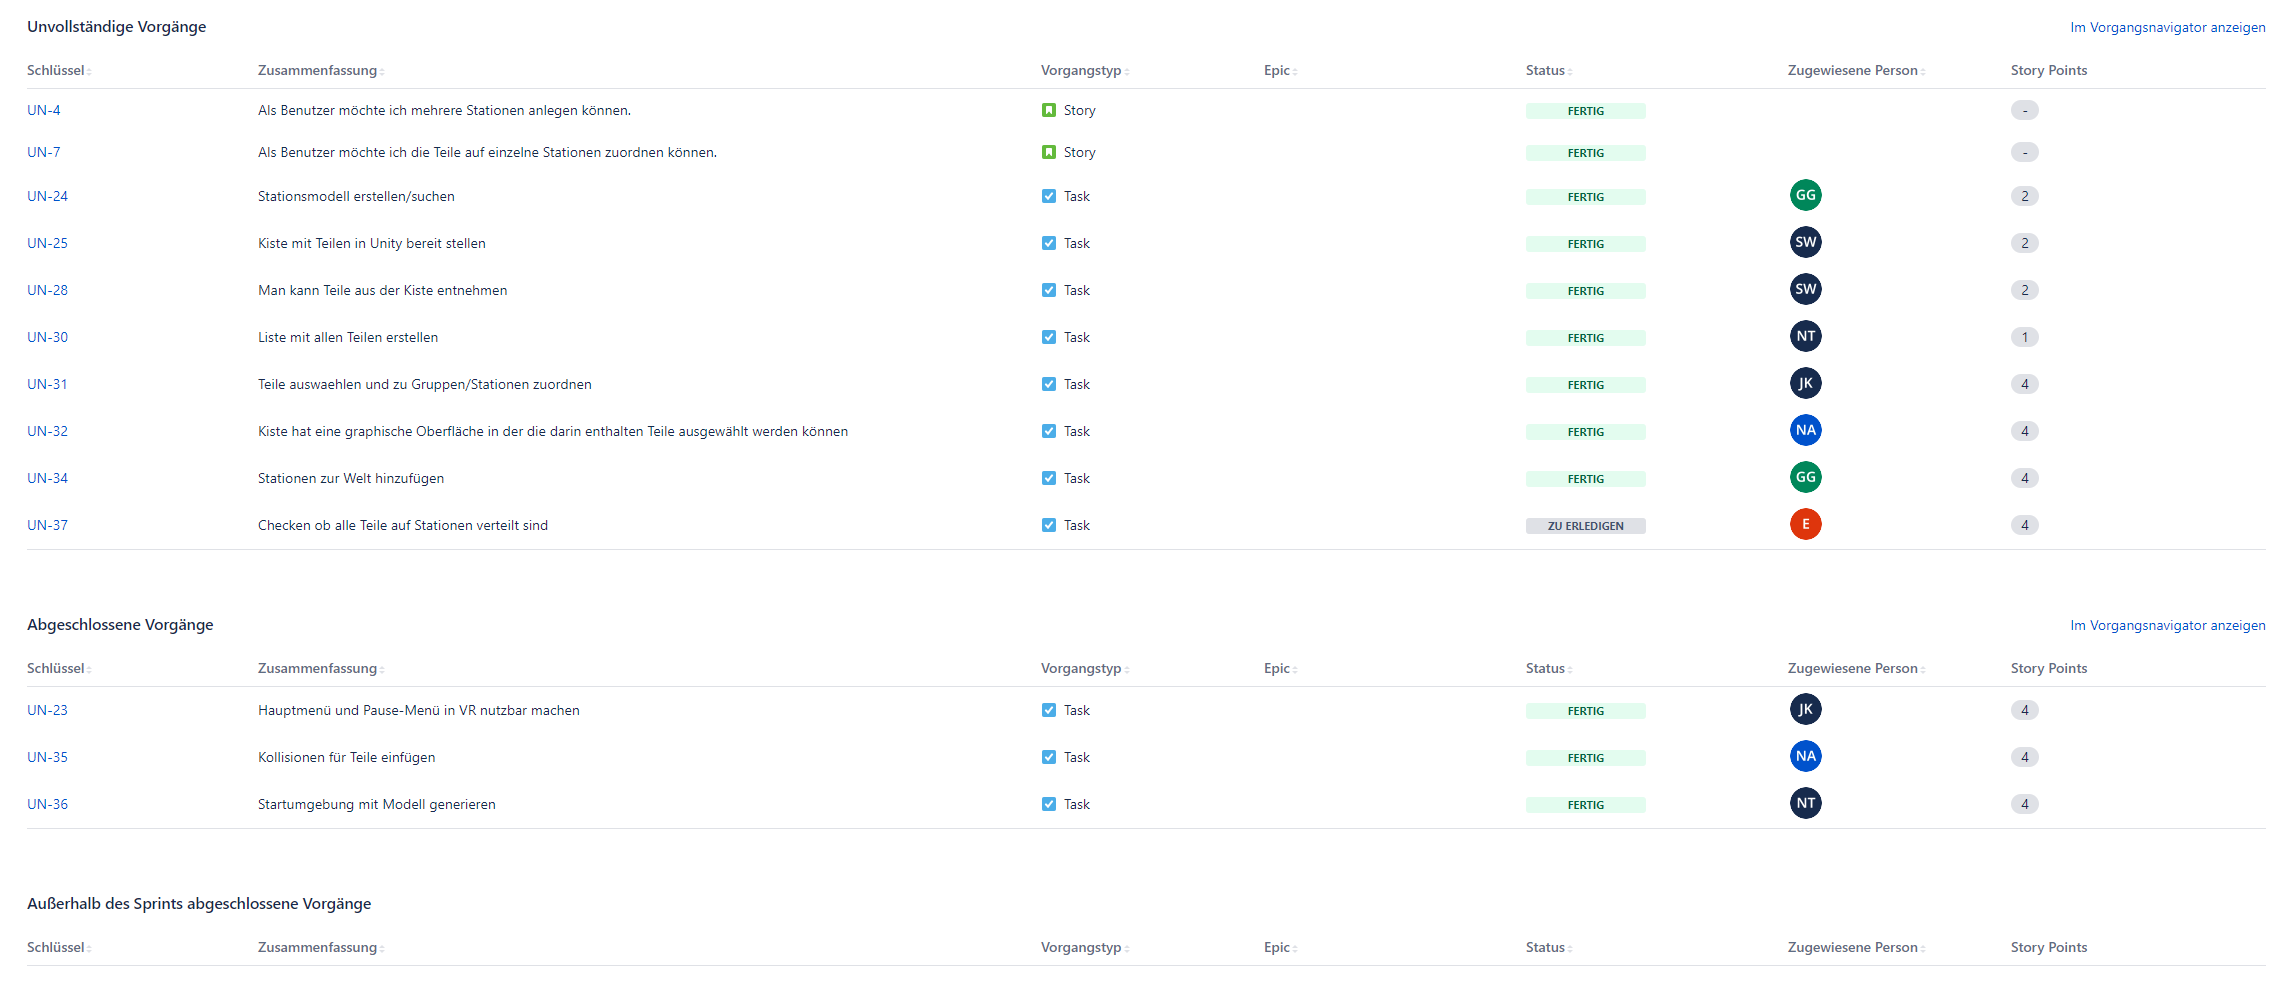 Unvollständige Vorgänge Im Vorgangsnavigator anzeigen
Schlüssel Zusammenfassung Vorgangstyp Epic Status Zugewiesene Person Story Points
UN-4 Als Benutzer möchte ich mehrere Stationen anlegen können. Story FERTIG -
UN-7 Als Benutzer möchte ich die Teile auf einzelne Stationen zuordnen können. Story FERTIG -
UN-24 Stationsmodell erstellen/suchen Task FERTIG GG 2
UN-25 Kiste mit Teilen in Unity bereit stellen Task FERTIG SW 2
UN-28 Man kann Teile aus der Kiste entnehmen Task FERTIG SW 2
UN-30 Liste mit allen Teilen erstellen Task FERTIG NT 1
UN-31 Teile auswaehlen und zu Gruppen/Stationen zuordnen Task FERTIG JK 4
UN-32 Kiste hat eine graphische Oberfläche in der die darin enthalten Teile ausgewählt werden können Task FERTIG NA 4
UN-34 Stationen zur Welt hinzufügen Task FERTIG GG 4
UN-37 Checken ob alle Teile auf Stationen verteilt sind Task ZU ERLEDIGEN E 4
Abgeschlossene Vorgänge Im Vorgangsnavigator anzeigen
Schlüssel Zusammenfassung Vorgangstyp Epic Status Zugewiesene Person Story Points
UN-23 Hauptmenü und Pause-Menü in VR nutzbar machen Task FERTIG JK 4
UN-35 Kollisionen für Teile einfügen Task FERTIG NA 4
UN-36 Startumgebung mit Modell generieren Task FERTIG NT 4
Außerhalb des Sprints abgeschlossene Vorgänge
Schlüssel Zusammenfassung Vorgangstyp Epic Status Zugewiesene Person Story Points